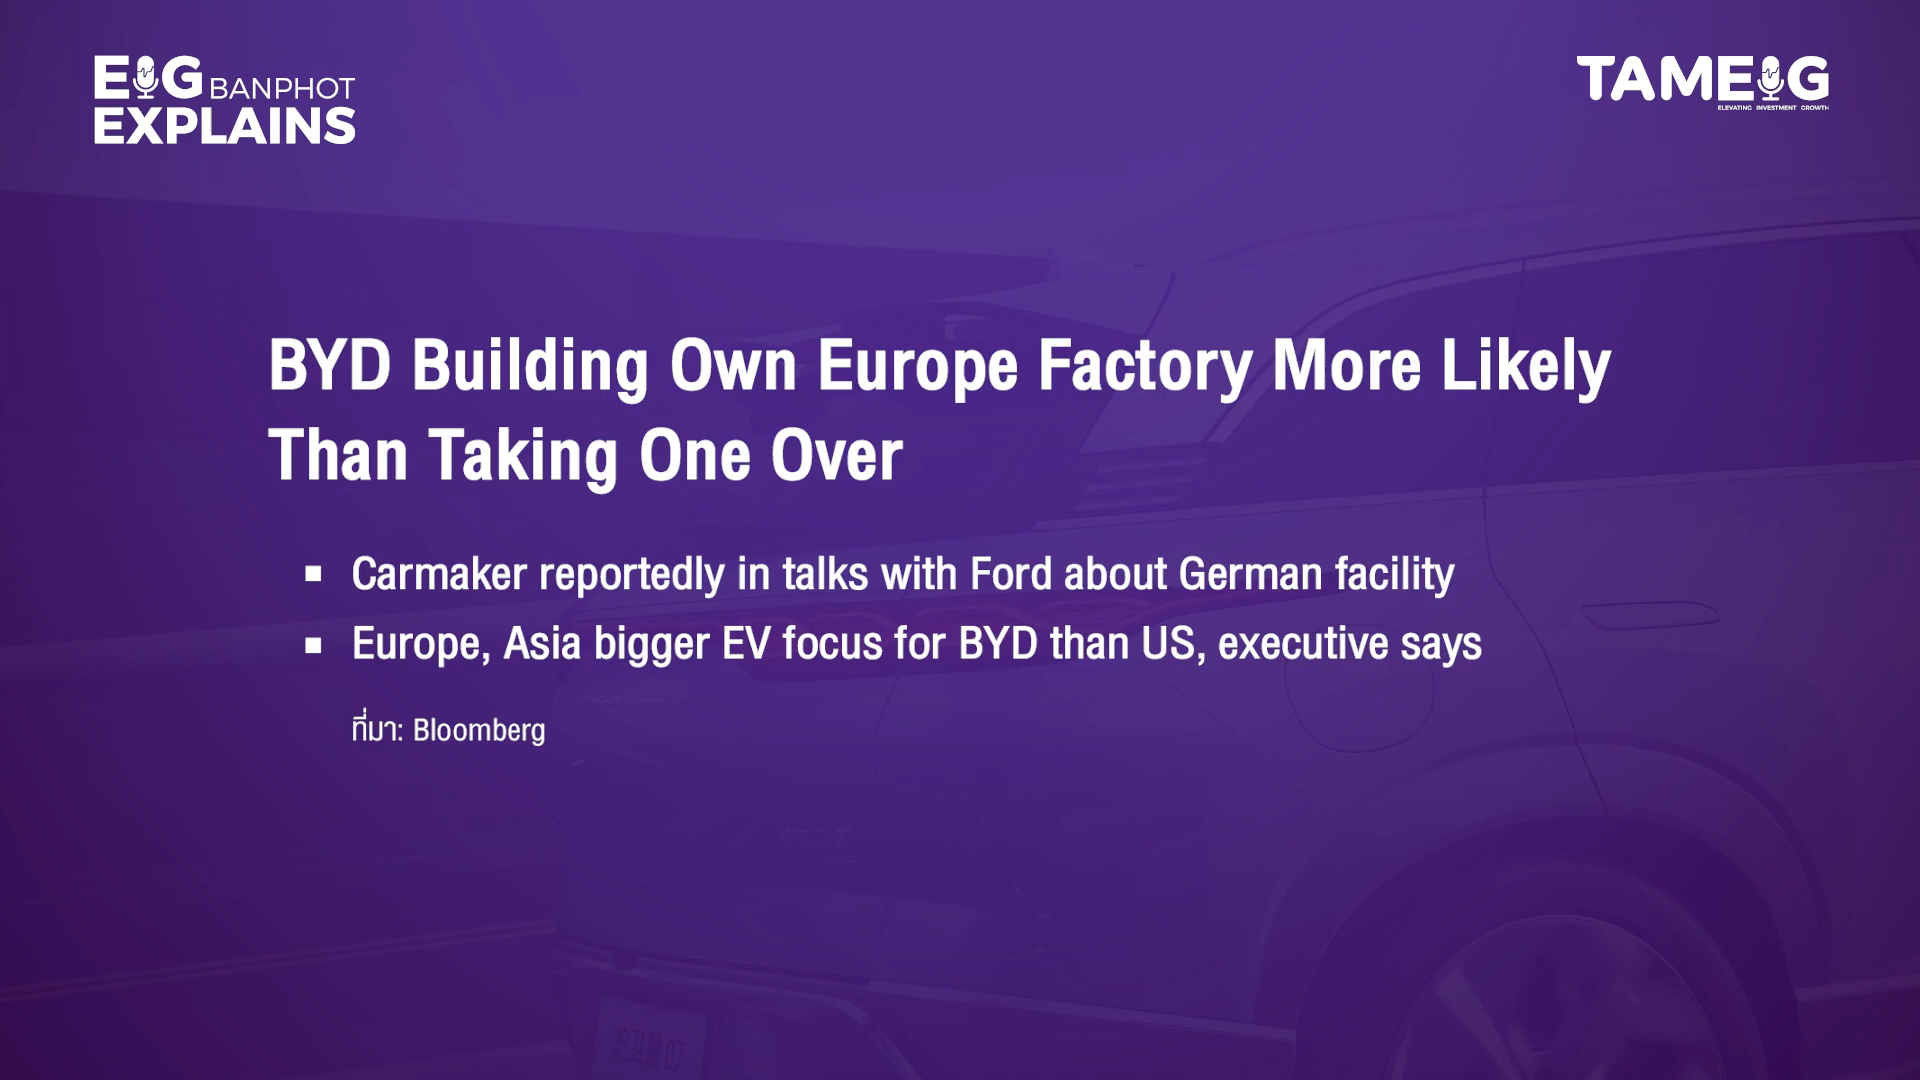 EIG BANPHOT
EXPLAINS
TAMEIG
ELEVATING INVESTMENT GROWTH
BYD Building Own Europe Factory More Likely
Than Taking One Over
▪ Carmaker reportedly in talks with Ford about German facility
▪ Europe, Asia bigger EV focus for BYD than US, executive says
ที่มา: Bloomberg